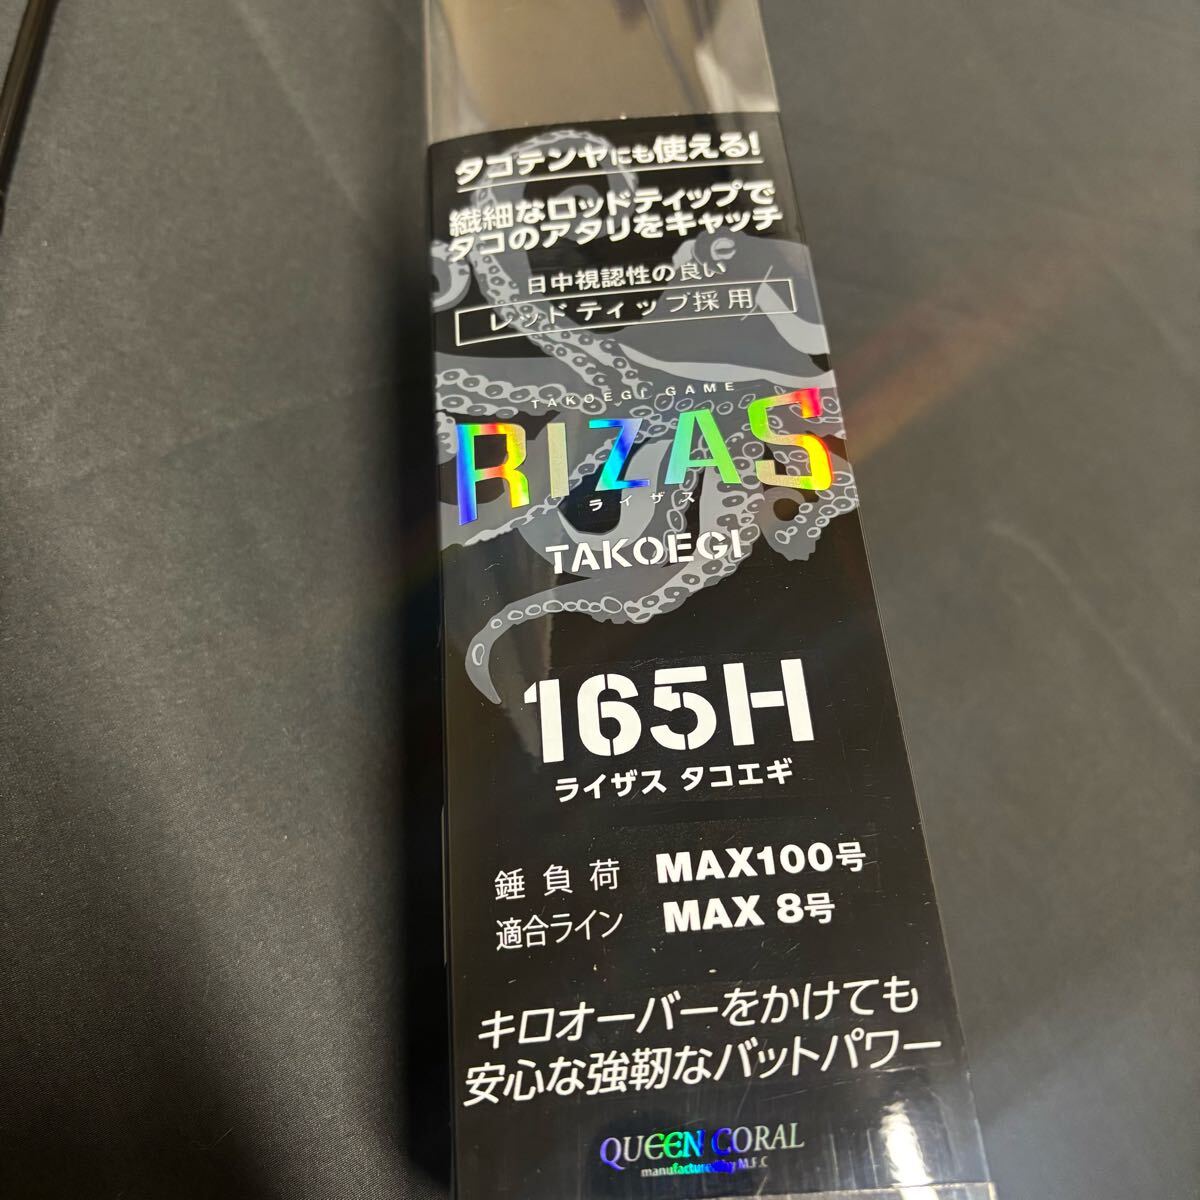 タコテンヤにも使える!
繊細なロッドティップで
タコのアタリをキャッチ
日中視認性の良い
レッドティップ採用
TAKOEGI GAME
RIZAS
ライザス
TAKOEGI
165H
ライザス タコエギ
錘負荷 MAX100号
適合ライン MAX 8号
キロオーバーをかけても
安心な強靭なバットパワー
QUEEN CORAL
manufactured by M.F.C